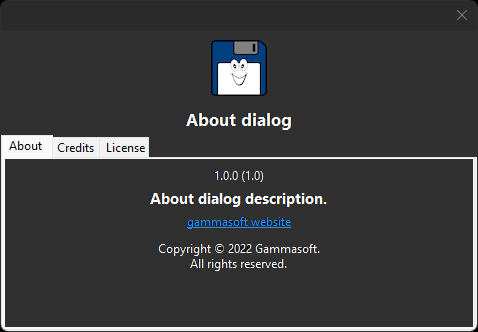 About dialog
About
Credits
License
1.0.0 (1.0)
About dialog description.
gammasoft website
Copyright © 2022 Gammasoft.
All rights reserved.